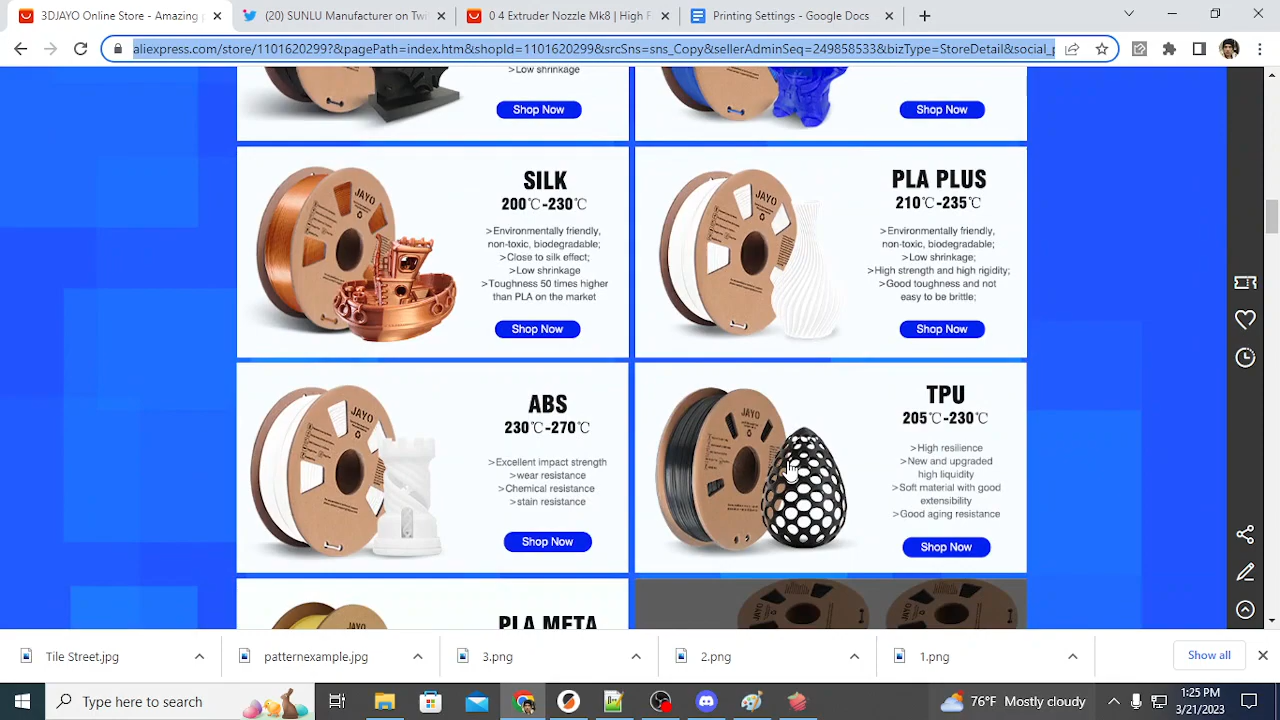 3DJAYO Online Store - Amazing
(20) SUNLU Manufacturer on Twi
0 4 Extruder Nozzle Mk8 | High F
Printing Settings - Google Docs
aliexpress.com/store/1101620299?&pagePath=index.htm&shopId=1101620299&srcSns=sns_Copy&sellerAdminSeq=249858533&bizType=StoreDetail&social_p
>Low shrinkage
Shop Now
Shop Now
JAYO
SILK
200℃-230℃
>Environmentally friendly,
non-toxic, biodegradable;
>Close to silk effect;
>Low shrinkage
>Toughness 50 times higher
than PLA on the market
Shop Now
JAYO
PLA PLUS
210℃-235℃
>Environmentally friendly,
non-toxic, biodegradable;
>Low shrinkage;
>High strength and high rigidity;
>Good toughness and not
easy to be brittle;
Shop Now
JAYO
ABS
230℃-270℃
>Excellent impact strength
>wear resistance
>Chemical resistance
>stain resistance
Shop Now
JAYO
TPU
205℃-230℃
>High resilience
>New and upgraded
high liquidity
>Soft material with good
extensibility
>Good aging resistance
Shop Now
JAYO
PLA META
JAYO
JAYO
Tile Street.jpg
patternexample.jpg
3.png
2.png
1.png
Show all
Type here to search
76°F Mostly cloudy
1:25 PM
3/21/2023